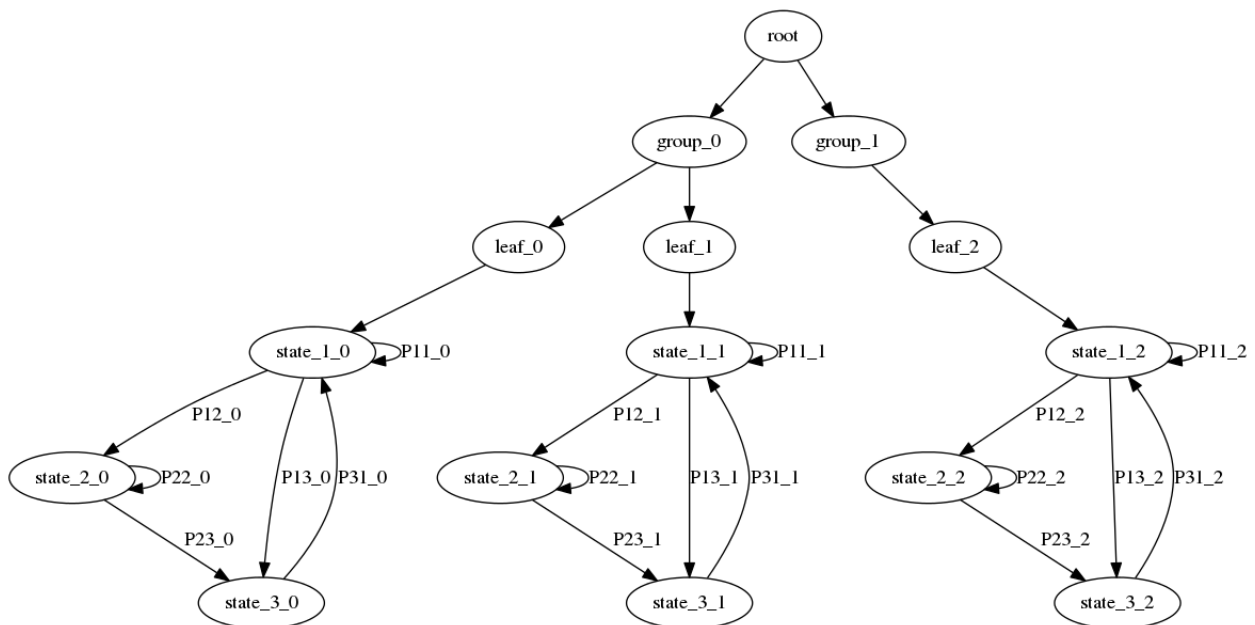 root
group_0
group_1
leaf_0
leaf_1
leaf_2
state_1_0
P11_0
state_1_1
P11_1
state_1_2
P11_2
P12_0
P12_1
P12_2
state_2_0
P22_0
P13_0
P31_0
state_2_1
P22_1
P13_1
P31_1
state_2_2
P22_2
P13_2
P31_2
P23_0
P23_1
P23_2
state_3_0
state_3_1
state_3_2